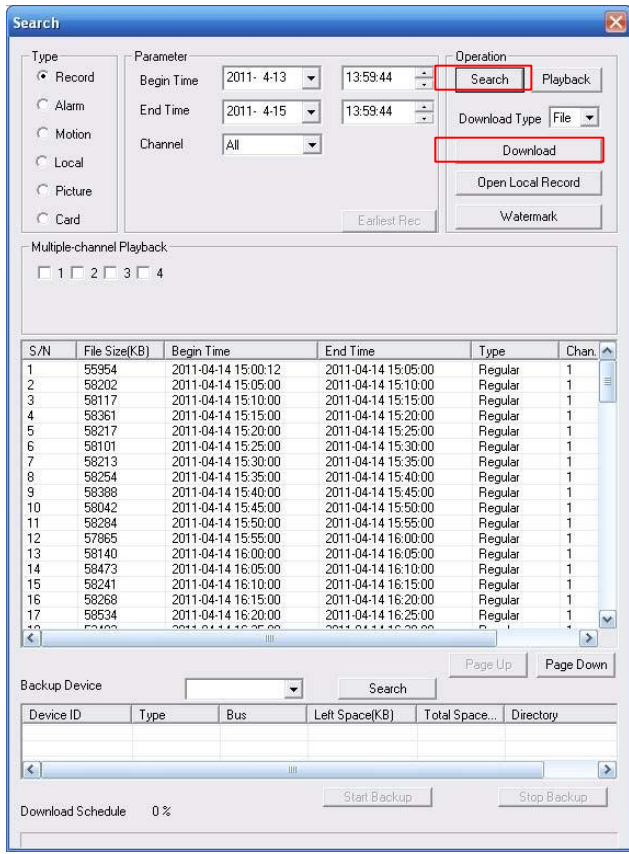 Search
Type
Record
Alarm
Motion
Local
Picture
Card
Parameter
Begin Time 2011- 4-13 13:59:44
End Time 2011- 4-15 13:59:44
Channel All
Earliest Rec
Operation
Search Playback
Download Type File
Download
Open Local Record
Watermark
Multiple-channel Playback
1 2 3 4
S/N File Size(KB) Begin Time End Time Type Chan.
1 55954 2011-04-14 15:00:12 2011-04-14 15:05:00 Regular 1
2 58202 2011-04-14 15:05:00 2011-04-14 15:10:00 Regular 1
3 58117 2011-04-14 15:10:00 2011-04-14 15:15:00 Regular 1
4 58361 2011-04-14 15:15:00 2011-04-14 15:20:00 Regular 1
5 58217 2011-04-14 15:20:00 2011-04-14 15:25:00 Regular 1
6 58101 2011-04-14 15:25:00 2011-04-14 15:30:00 Regular 1
7 58213 2011-04-14 15:30:00 2011-04-14 15:35:00 Regular 1
8 58254 2011-04-14 15:35:00 2011-04-14 15:40:00 Regular 1
9 58388 2011-04-14 15:40:00 2011-04-14 15:45:00 Regular 1
10 58042 2011-04-14 15:45:00 2011-04-14 15:50:00 Regular 1
11 58284 2011-04-14 15:50:00 2011-04-14 15:55:00 Regular 1
12 57865 2011-04-14 15:55:00 2011-04-14 16:00:00 Regular 1
13 58140 2011-04-14 16:00:00 2011-04-14 16:05:00 Regular 1
14 58473 2011-04-14 16:05:00 2011-04-14 16:10:00 Regular 1
15 58241 2011-04-14 16:10:00 2011-04-14 16:15:00 Regular 1
16 58268 2011-04-14 16:15:00 2011-04-14 16:20:00 Regular 1
17 58534 2011-04-14 16:20:00 2011-04-14 16:25:00 Regular 1
Page Up Page Down
Backup Device Search
Device ID Type Bus Left Space(KB) Total Space... Directory
Start Backup Stop Backup
Download Schedule 0 %